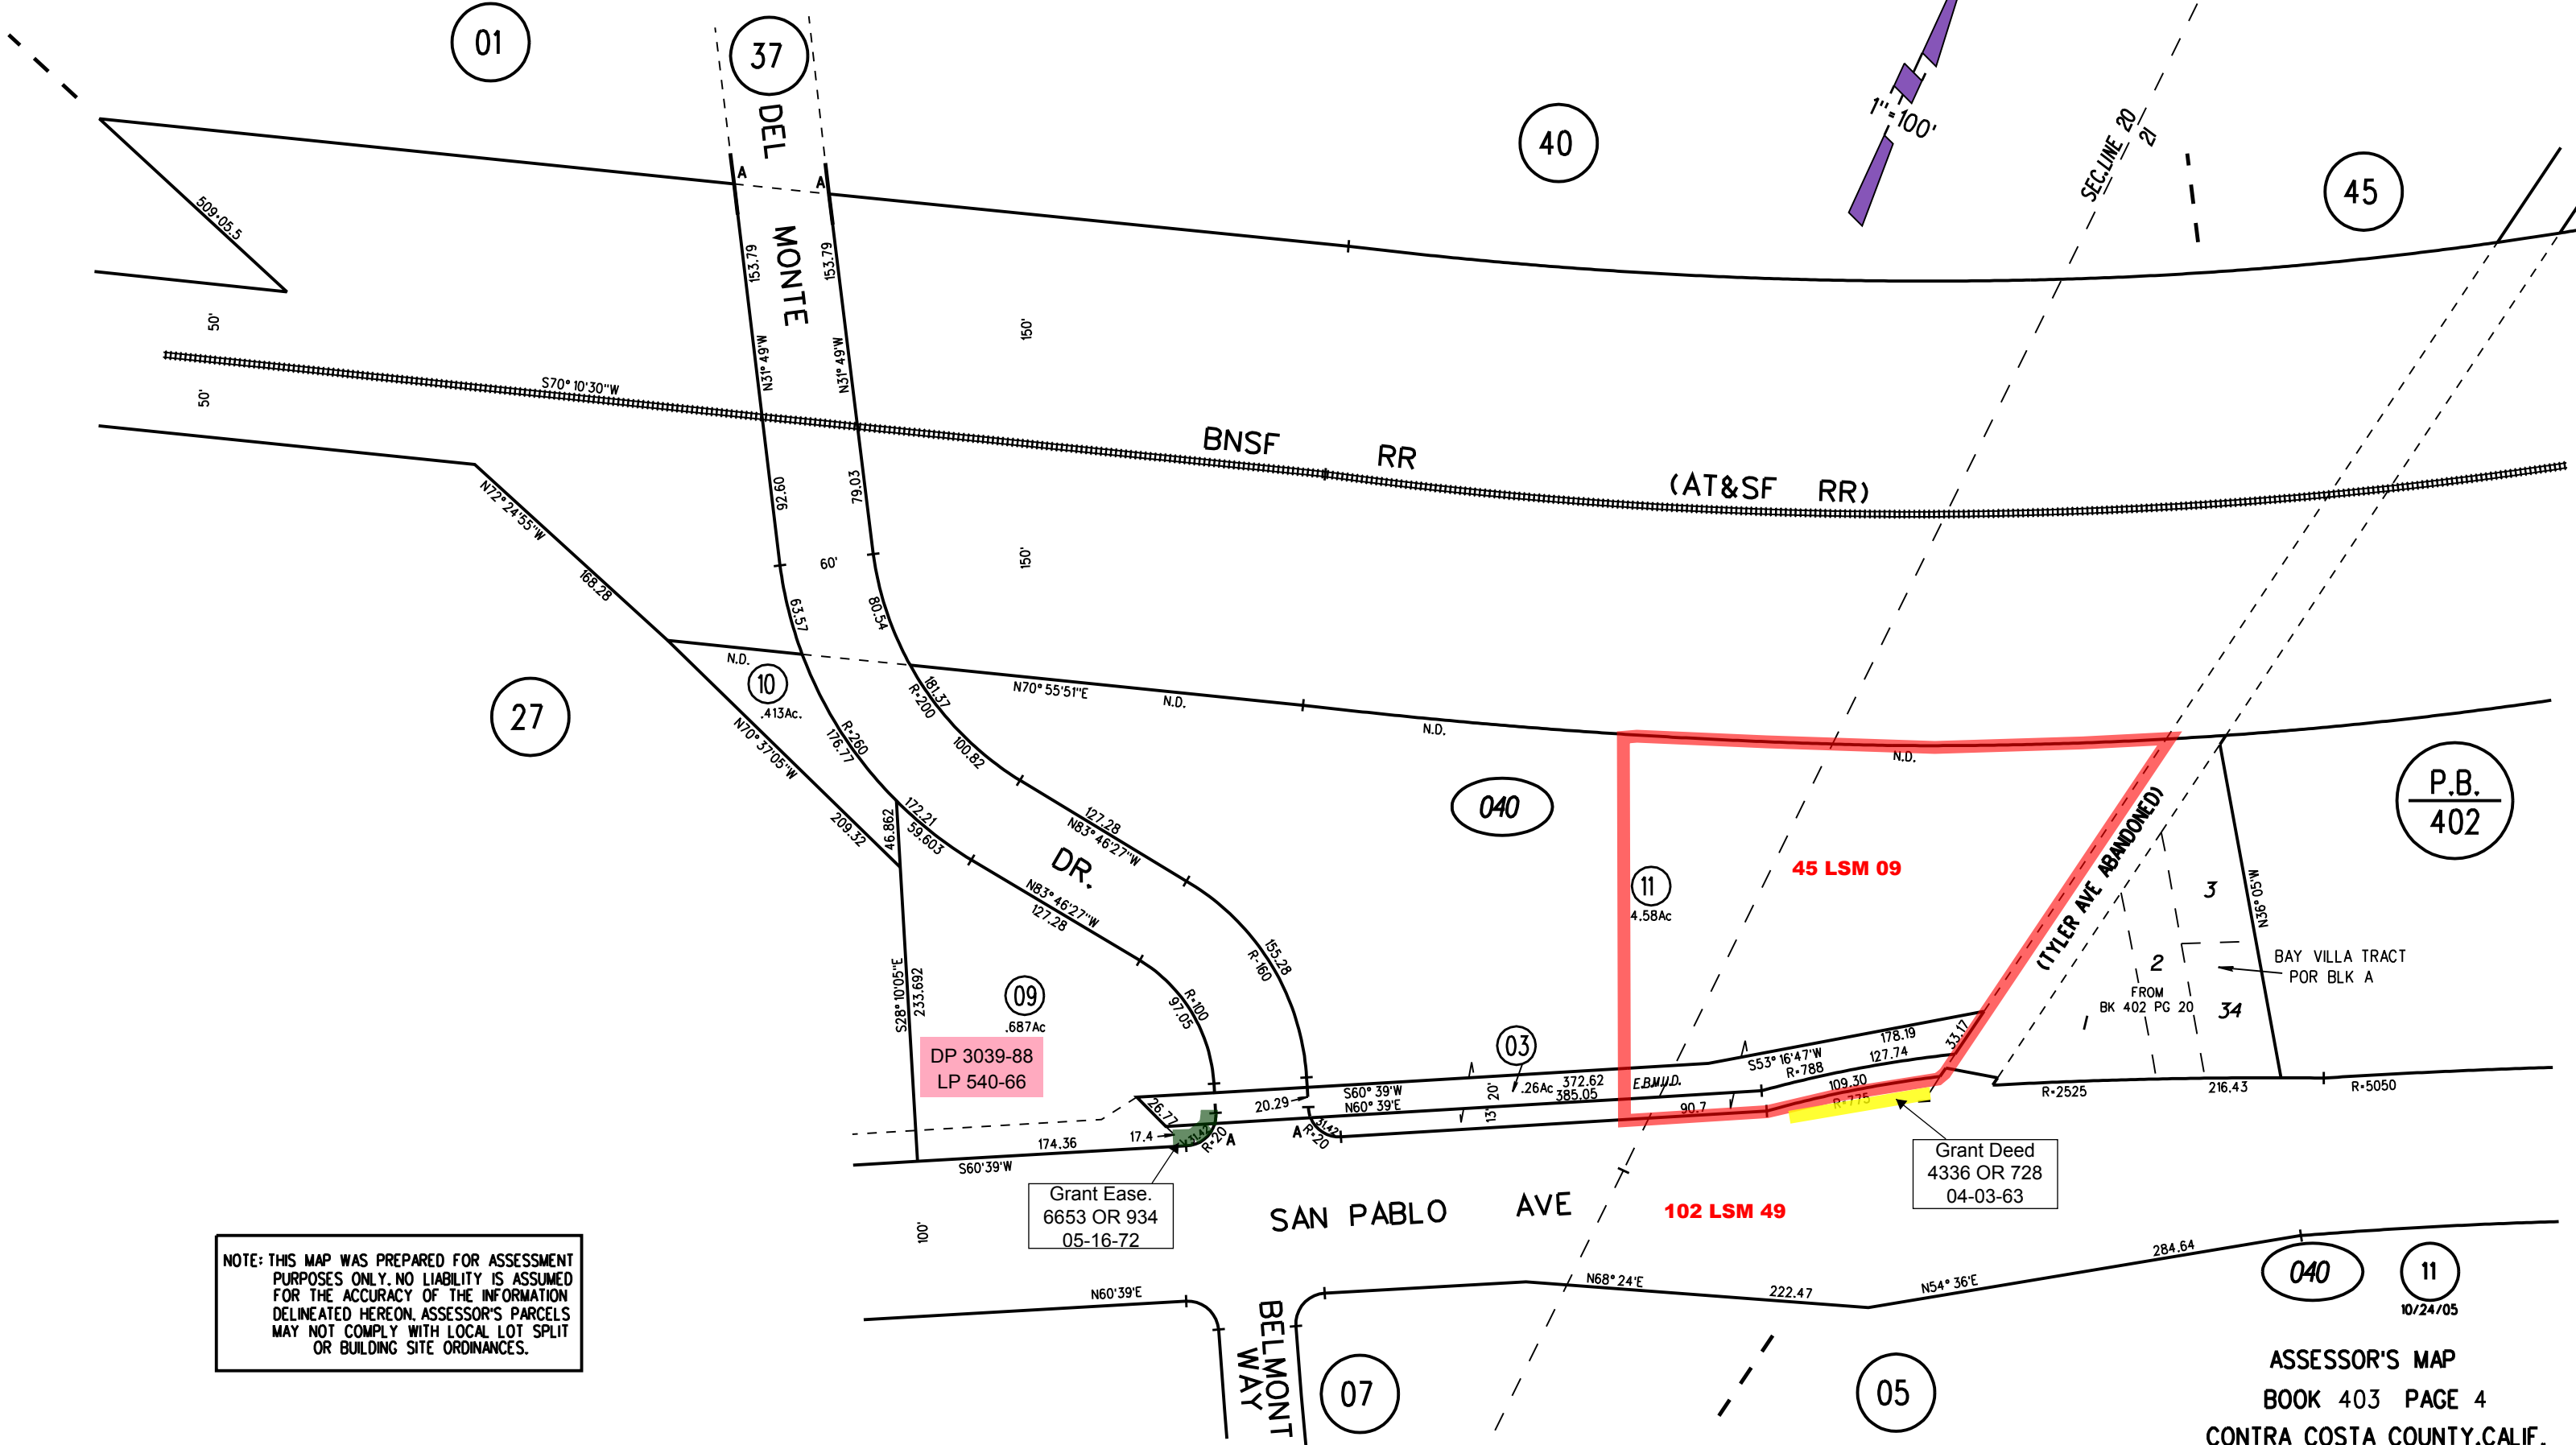 01
37
40
45
1"=100'
SEC.LINE 20
21
DEL
MONTE
DR.
A
A
509-05.5
153.79
153.79
N31°49'W
N31°49'W
50'
50'
150'
150'
S70°10'30"W
BNSF RR (AT&SF RR)
92.60
79.03
60'
N72°24'55"W
168.28
63.57
80.54
N.D.
10
.413Ac.
N70°55'51"E
N.D.
N.D.
N.D.
27
N70°37'05"W
209.32
R=260
176.77
181.37
R=200
100.82
46.862
172.21
59.603
127.28
N83°46'27"W
N83°46'27"W
127.28
040
11
4.58Ac
45 LSM 09
(TYLER AVE ABANDONED)
P.B.
402
3
N36°05'W
2
FROM
BK 402 PG 20
34
BAY VILLA TRACT
POR BLK A
155.28
R=160
R=100
97.05
S28°10'05"E
233.692
09
.687Ac
DP 3039-88
LP 540-66
03
.26Ac
372.62
385.05
E.B.M.U.D.
S60°39'W
N60°39'E
S53°16'47"W
178.19
127.74
R=788
33.17
109.30
R=775
90.7
13'
20'
26.77
20.29
17.4
31.42
R=20
A
A
31.42
R=20
174.36
S60°39'W
R=2525
216.43
R=5050
Grant Ease.
6653 OR 934
05-16-72
Grant Deed
4336 OR 728
04-03-63
SAN PABLO AVE
102 LSM 49
100'
N60°39'E
N68°24'E
222.47
N54°36'E
284.64
BELMONT
WAY
07
05
040
11
10/24/05
NOTE: THIS MAP WAS PREPARED FOR ASSESSMENT
PURPOSES ONLY. NO LIABILITY IS ASSUMED
FOR THE ACCURACY OF THE INFORMATION
DELINEATED HEREON. ASSESSOR'S PARCELS
MAY NOT COMPLY WITH LOCAL LOT SPLIT
OR BUILDING SITE ORDINANCES.
ASSESSOR'S MAP
BOOK 403 PAGE 4
CONTRA COSTA COUNTY,CALIF.